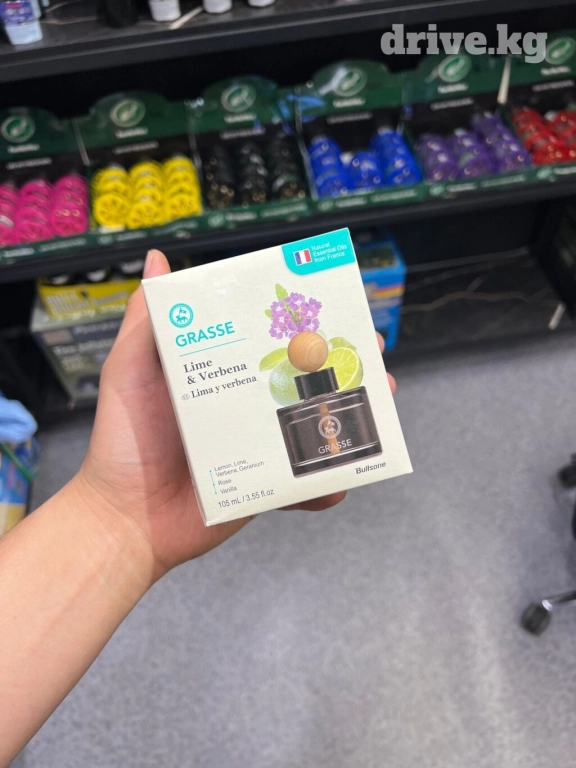 drive.kg
Natural
Essential Oils
from France
GRASSE
Lime
& Verbena
Lima y verbena
GRASSE
Lemon, Lime,
Verbena, Geranium
Rose
Vanilla
105 mL / 3.55 fl.oz
Bullsone